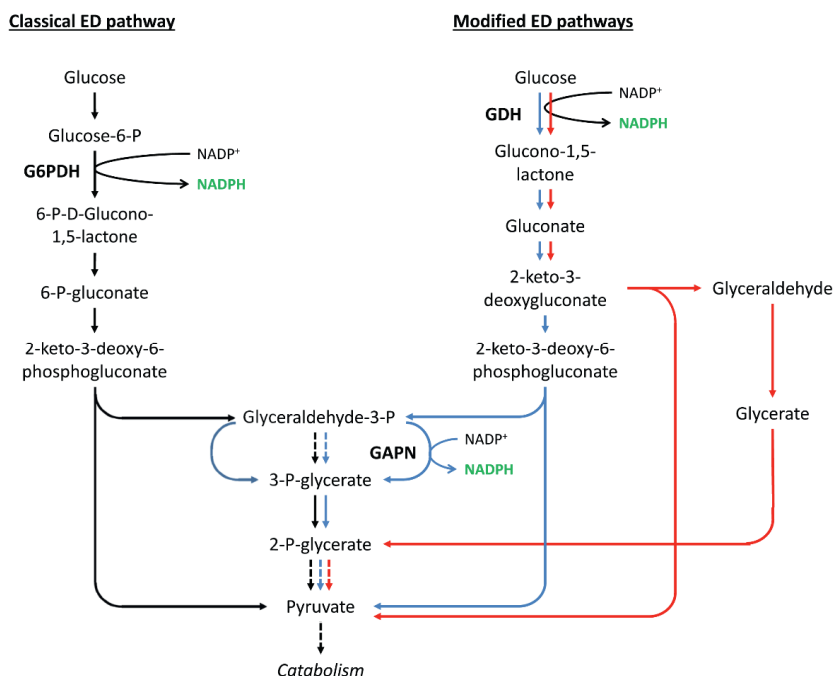 Classical ED pathway
Modified ED pathways
Glucose
Glucose-6-P
G6PDH
NADP⁺
NADPH
6-P-D-Glucono-
1,5-lactone
6-P-gluconate
2-keto-3-deoxy-6-
phosphogluconate
Glucose
GDH
NADP⁺
NADPH
Glucono-1,5-
lactone
Gluconate
2-keto-3-
deoxygluconate
2-keto-3-deoxy-6-
phosphogluconate
Glyceraldehyde
Glycerate
Glyceraldehyde-3-P
GAPN
NADP⁺
NADPH
3-P-glycerate
2-P-glycerate
Pyruvate
Catabolism